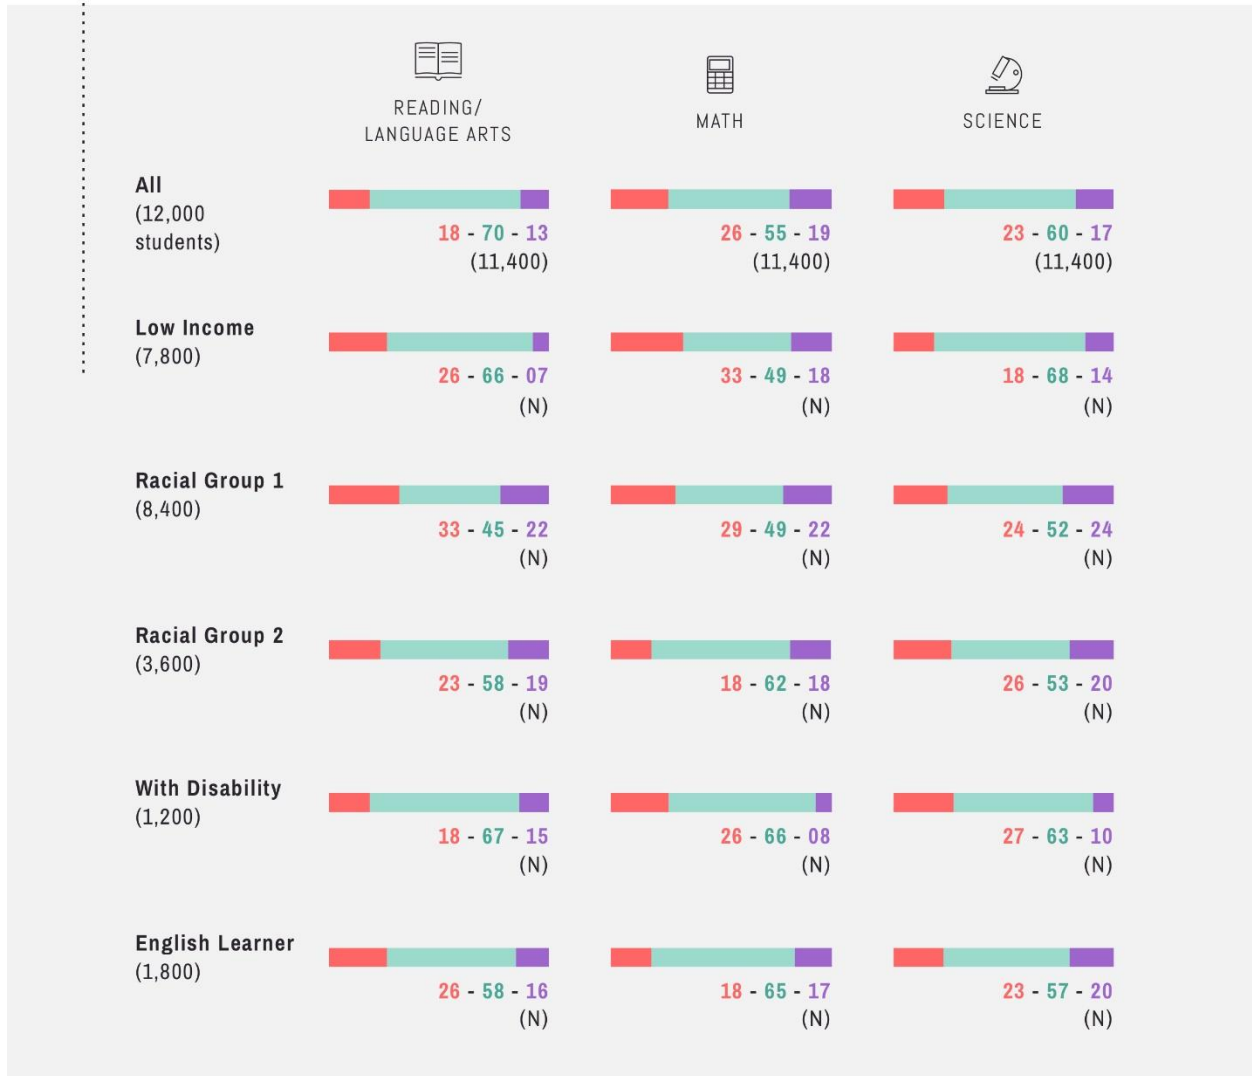 READING/
LANGUAGE ARTS
MATH
SCIENCE
All
(12,000
students)
18 - 70 - 13
(11,400)
26 - 55 - 19
(11,400)
23 - 60 - 17
(11,400)
Low Income
(7,800)
26 - 66 - 07
(N)
33 - 49 - 18
(N)
18 - 68 - 14
(N)
Racial Group 1
(8,400)
33 - 45 - 22
(N)
29 - 49 - 22
(N)
24 - 52 - 24
(N)
Racial Group 2
(3,600)
23 - 58 - 19
(N)
18 - 62 - 18
(N)
26 - 53 - 20
(N)
With Disability
(1,200)
18 - 67 - 15
(N)
26 - 66 - 08
(N)
27 - 63 - 10
(N)
English Learner
(1,800)
26 - 58 - 16
(N)
18 - 65 - 17
(N)
23 - 57 - 20
(N)